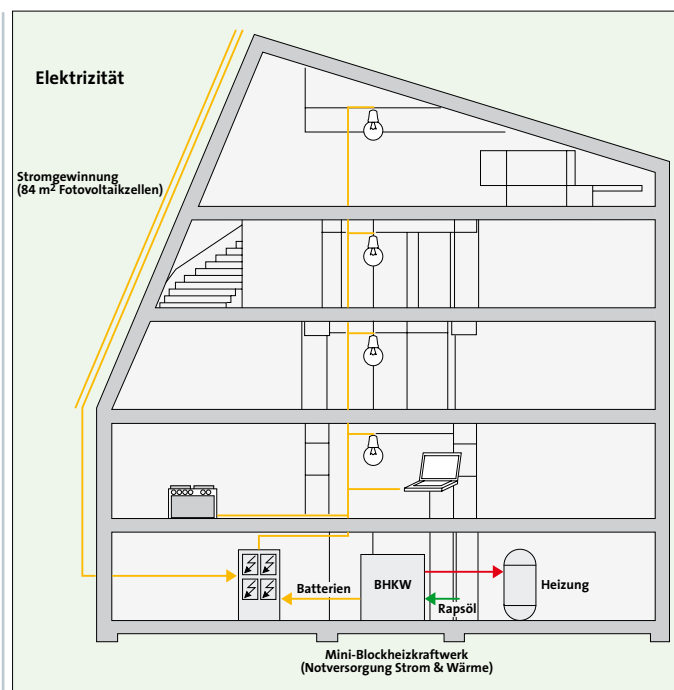 Elektrizität
Stromgewinnung
(84 m² Fotovoltaikzellen)
Batterien
BHKW
Heizung
Rapsöl
Mini-Blockheizkraftwerk
(Notversorgung Strom & Wärme)